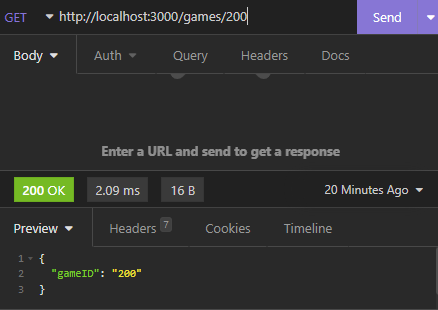 GET http://localhost:3000/games/200 Send
Body Auth Query Headers Docs
Enter a URL and send to get a response
200 OK 2.09 ms 16 B 20 Minutes Ago
Preview Headers 7 Cookies Timeline
1 {
2 "gameID": "200"
3 }